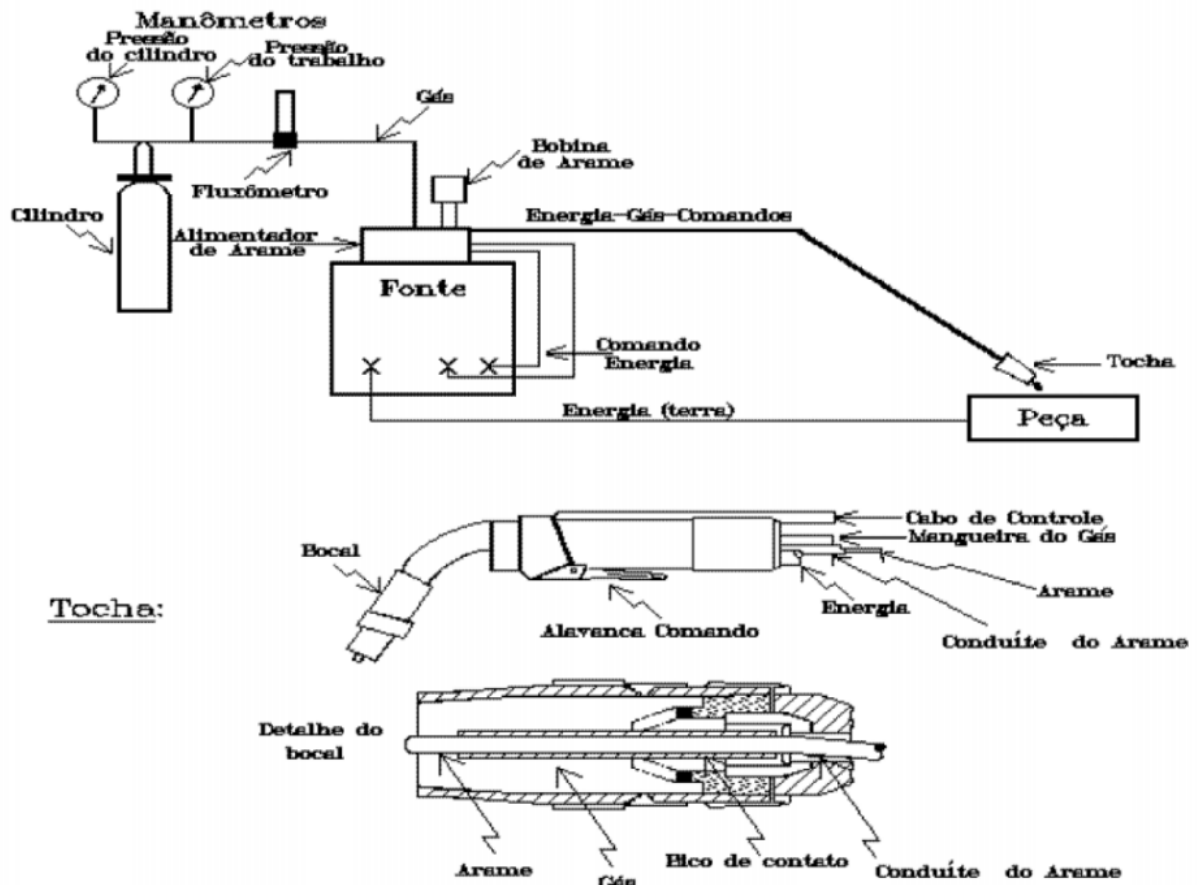 Manômetros
Pressão
do cilindro
Pressão
do trabalho
Gás
Bobina
de Arame
Fluxômetro
Cilindro
Alimentador
de Arame
Energia-Gás-Comandos
Fonte
Comando
Energia
Tocha
Energia (terra)
Peça
Cabo de Controle
Mangueira do Gás
Bocal
Arame
Energia
Tocha:
Alavanca Comando
Conduíte do Arame
Detalhe do
bocal
Arame
Gás
Bico de contato
Conduíte do Arame